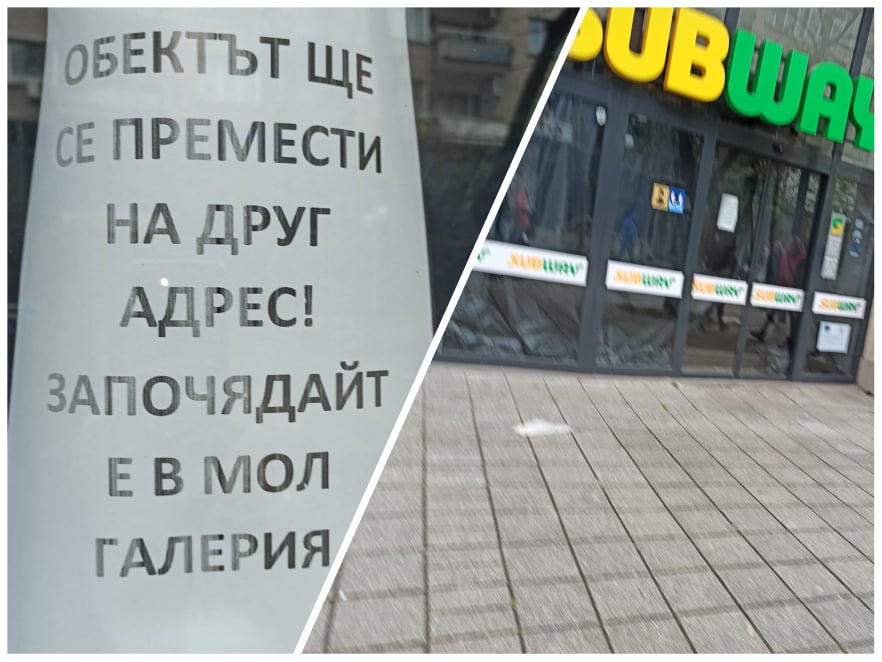 ОБЕКТЪТ ЩЕ
СЕ ПРЕМЕСТИ
НА ДРУГ
АДРЕС!
ЗАПОЧЯДАЙТ
Е В МОЛ
ГАЛЕРИЯ
SUBWAY
SUBWAY
SUBWAY
SUBWAY
SUBWAY
SUBWAY